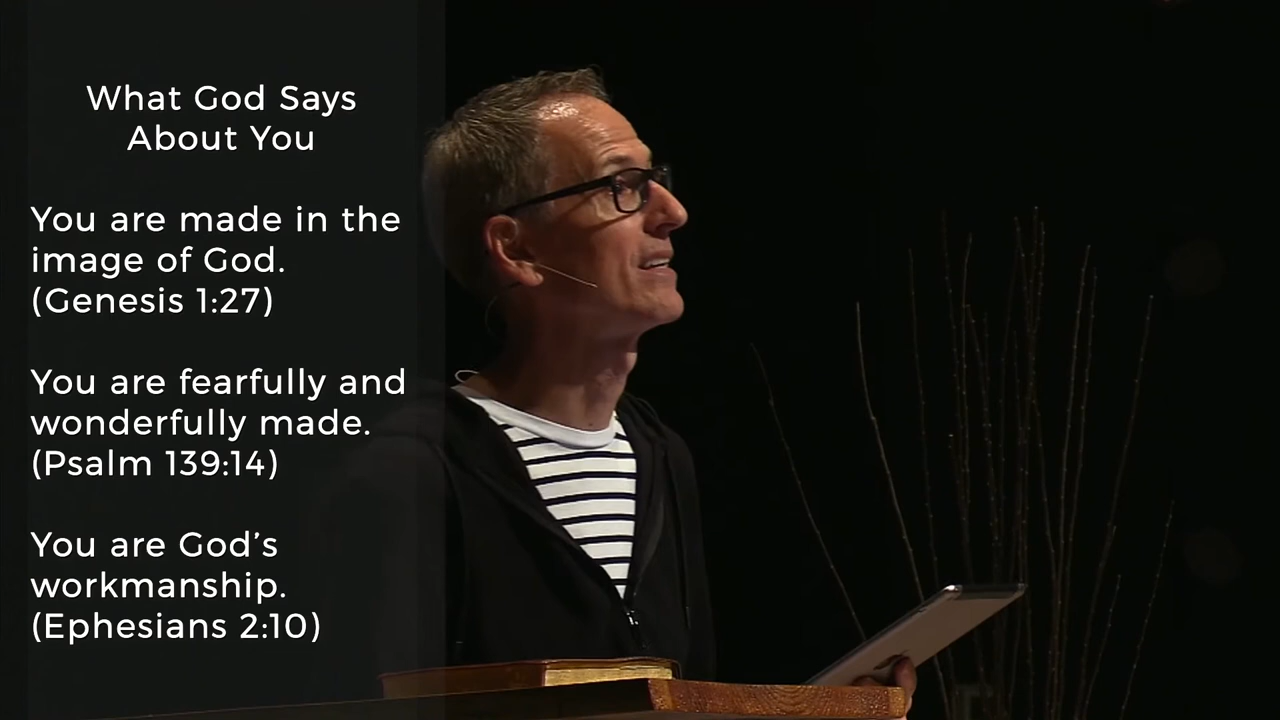 What God Says
About You
You are made in the
image of God.
(Genesis 1:27)
You are fearfully and
wonderfully made.
(Psalm 139:14)
You are God’s
workmanship.
(Ephesians 2:10)